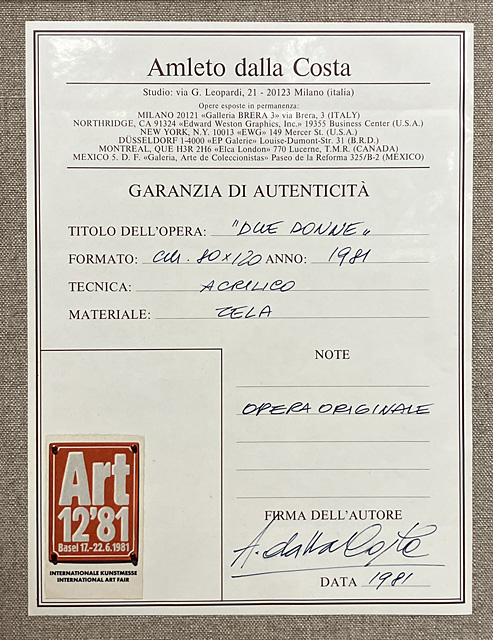 Amleto dalla Costa
Studio: via G. Leopardi, 21 - 20123 Milano (italia)
Opere esposte in permanenza:
MILANO 20121 «Galleria BRERA 3» via Brera, 3 (ITALY)
NORTHRIDGE, CA 91324 «Edward Weston Graphics, Inc.» 19355 Business Center (U.S.A.)
NEW YORK, N.Y. 10013 «EWG» 149 Mercer St. (U.S.A.)
DÜSSELDORF 1-4000 «EP Galerie» Louise-Dumont-Str. 31 (B.R.D.)
MONTREAL, QUE H3R 2H6 «Elca London» 770 Lucerne, T.M.R. (CANADA)
MEXICO 5. D. F. «Galeria, Arte de Coleccionistas» Paseo de la Reforma 325/B-2 (MÉXICO)
GARANZIA DI AUTENTICITÀ
TITOLO DELL'OPERA: "DUE DONNE"
FORMATO: cm. 80x120 ANNO: 1981
TECNICA: ACRILICO
MATERIALE: TELA
NOTE
OPERA ORIGINALE
FIRMA DELL'AUTORE
A. dalla Costa
DATA 1981
Art
12'81
Basel 17.-22.6.1981
INTERNATIONALE KUNSTMESSE
INTERNATIONAL ART FAIR